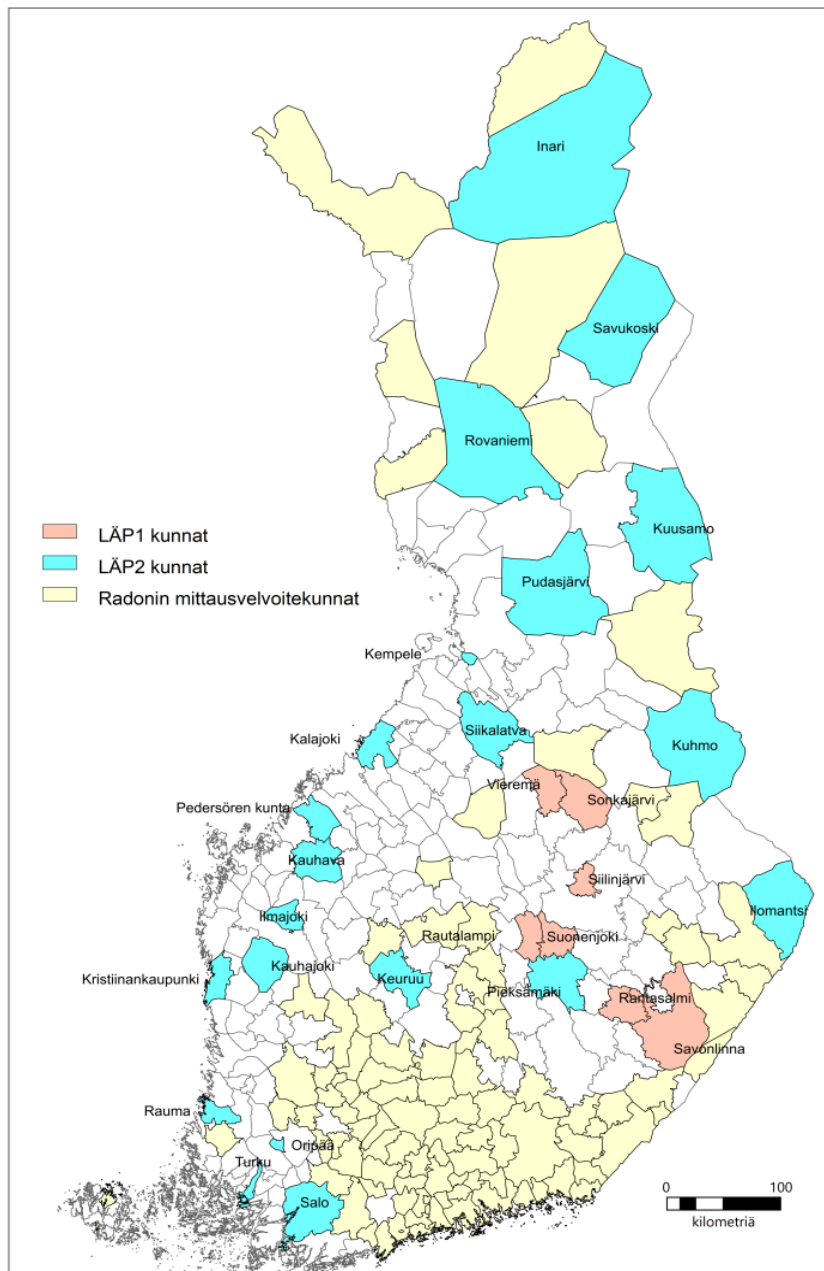 Inari
Savukoski
Rovaniemi
LÄP1 kunnat
LÄP2 kunnat
Radonin mittausvelvoitekunnat
Kuusamo
Pudasjärvi
Kempele
Siikalatva
Kalajoki
Kuhmo
Vieremä
Sonkajärvi
Pedersören kunta
Kauhava
Siilinjärvi
Ilomantsi
Ilmajoki
Rautalampi
Suonenjoki
Kauhajoki
Kristiinankaupunki
Keuruu
Pieksämäki
Rantasalmi
Savonlinna
Rauma
Oripää
Turku
Salo
0 100
kilometriä